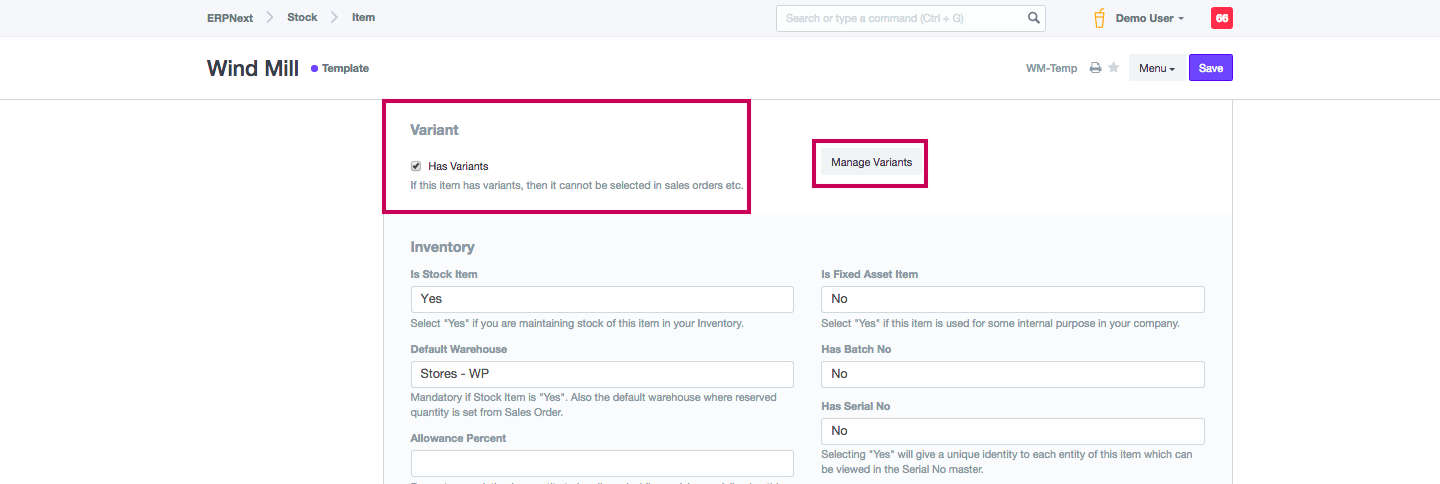 ERPNext Stock Item
Search or type a command (Ctrl + G)
Demo User
66
Wind Mill Template
WM-Temp Menu Save
Variant
Has Variants
If this item has variants, then it cannot be selected in sales orders etc.
Manage Variants
Inventory
Is Stock Item
Yes
Select "Yes" if you are maintaining stock of this item in your Inventory.
Default Warehouse
Stores - WP
Mandatory if Stock Item is "Yes". Also the default warehouse where reserved
quantity is set from Sales Order.
Allowance Percent
Is Fixed Asset Item
No
Select "Yes" if this item is used for some internal purpose in your company.
Has Batch No
No
Has Serial No
No
Selecting "Yes" will give a unique identity to each entity of this item which can
be viewed in the Serial No master.